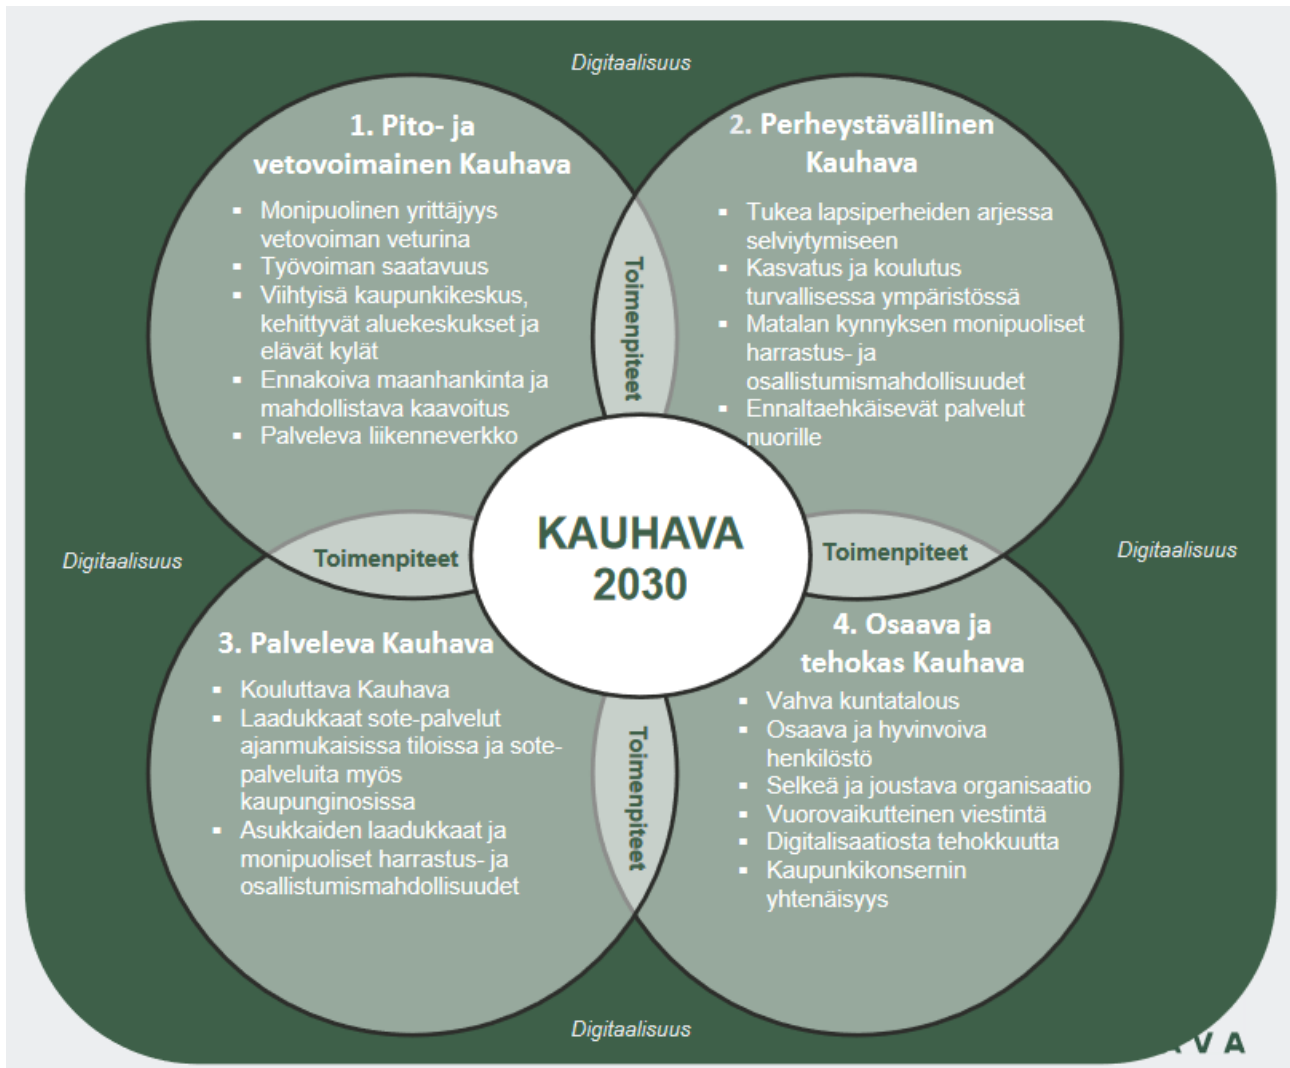 Digitaalisuus
1. Pito- ja
vetovoimainen Kauhava
▪ Monipuolinen yrittäjyys
vetovoiman veturina
▪ Työvoiman saatavuus
▪ Viihtyisä kaupunkikeskus,
kehittyvät aluekeskukset ja
elävät kylät
▪ Ennakoiva maanhankinta ja
mahdollistava kaavoitus
▪ Palveleva liikenneverkko
2. Perheystävällinen
Kauhava
▪ Tukea lapsiperheiden arjessa
selviytymiseen
▪ Kasvatus ja koulutus
turvallisessa ympäristössä
▪ Matalan kynnyksen monipuoliset
harrastus- ja
osallistumismahdollisuudet
▪ Ennaltaehkäisevät palvelut
nuorille
Toimenpiteet
Digitaalisuus
Toimenpiteet
KAUHAVA
2030
Toimenpiteet
Digitaalisuus
3. Palveleva Kauhava
▪ Kouluttava Kauhava
▪ Laadukkaat sote-palvelut
ajanmukaisissa tiloissa ja sote-
palveluita myös
kaupunginosissa
▪ Asukkaiden laadukkaat ja
monipuoliset harrastus- ja
osallistumismahdollisuudet
Toimenpiteet
4. Osaava ja
tehokas Kauhava
▪ Vahva kuntatalous
▪ Osaava ja hyvinvoiva
henkilöstö
▪ Selkeä ja joustava organisaatio
▪ Vuorovaikutteinen viestintä
▪ Digitalisaatiosta tehokkuutta
▪ Kaupunkikonsernin
yhtenäisyys
Digitaalisuus